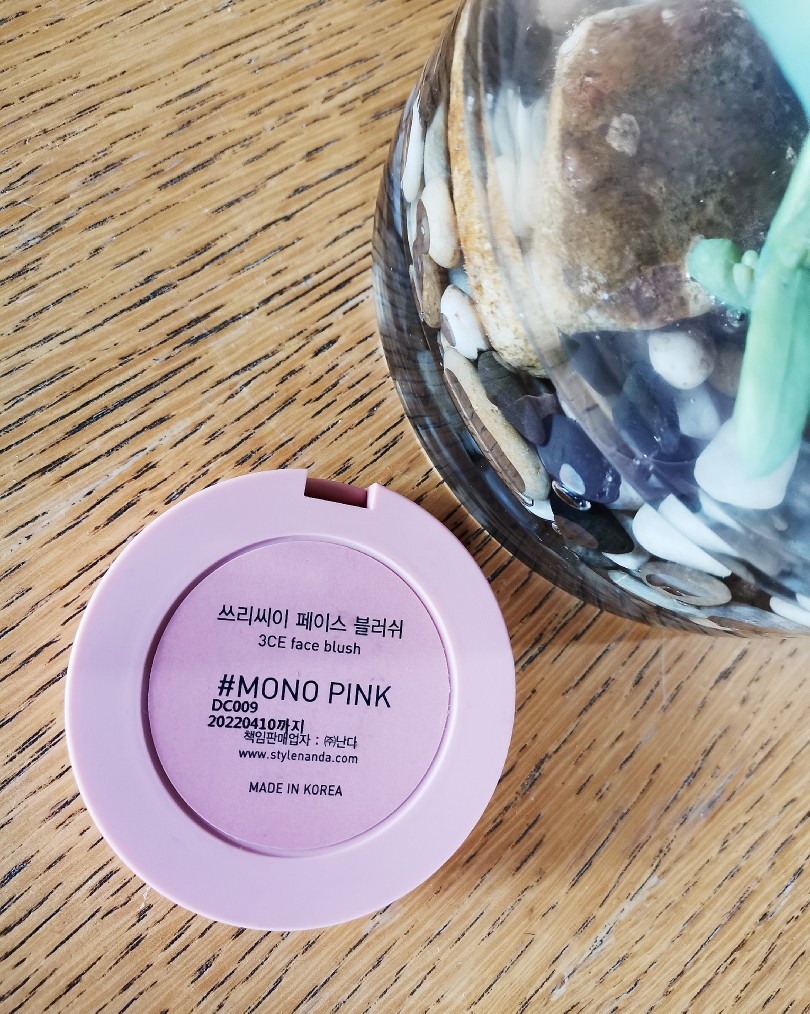 쓰리씨이 페이스 블러쉬
3CE face blush
#MONO PINK
DC009
20220410까지
책임판매업자 : ㈜난다
www.stylenanda.com
MADE IN KOREA